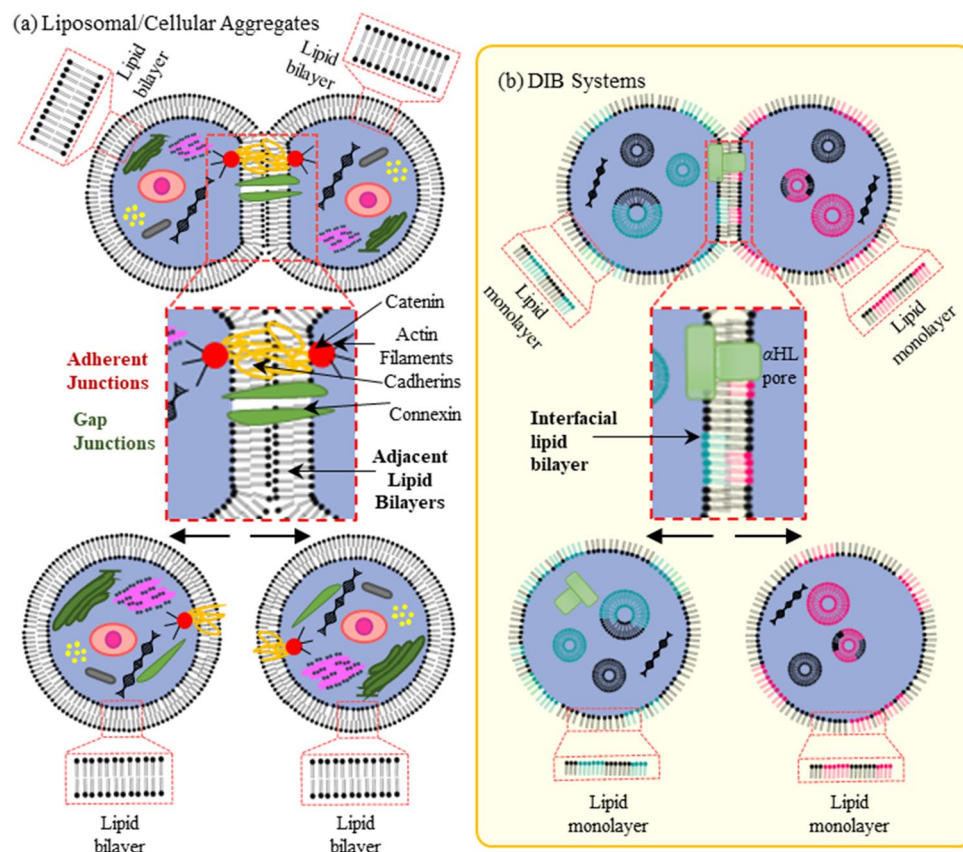 (a) Liposomal/Cellular Aggregates
Lipid
bilayer
Lipid
bilayer
Catenin
Actin
Filaments
Cadherins
Connexin
Adherent
Junctions
Gap
Junctions
Adjacent
Lipid
Bilayers
Lipid
bilayer
Lipid
bilayer
(b) DIB Systems
Lipid
monolayer
Lipid
monolayer
αHL
pore
Interfacial
lipid
bilayer
Lipid
monolayer
Lipid
monolayer